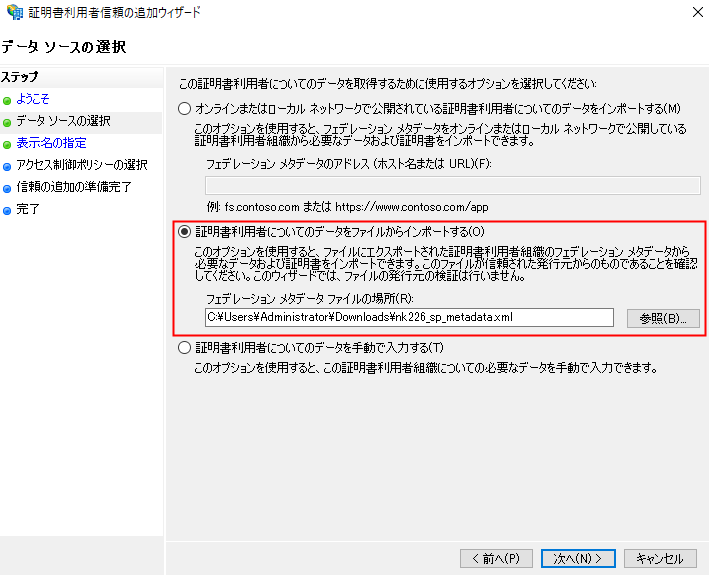 証明書利用者信頼の追加ウィザード
データ ソースの選択
ステップ
ようこそ
データ ソースの選択
表示名の指定
アクセス制御ポリシーの選択
信頼の追加の準備完了
完了
この証明書利用者についてのデータを取得するために使用するオプションを選択してください:
オンラインまたはローカル ネットワークで公開されている証明書利用者についてのデータをインポートする(M)
このオプションを使用すると、フェデレーション メタデータをオンラインまたはローカル ネットワークで公開している
証明書利用者組織から必要なデータおよび証明書をインポートできます。
フェデレーション メタデータのアドレス (ホスト名または URL)(F):
例: fs.contoso.com または https://www.contoso.com/app
証明書利用者についてのデータをファイルからインポートする(O)
このオプションを使用すると、ファイルにエクスポートされた証明書利用者組織のフェデレーション メタデータから
必要なデータおよび証明書をインポートできます。このファイルが信頼された発行元からのものであることを確認
してください。このウィザードでは、ファイルの発行元の検証は行いません。
フェデレーション メタデータ ファイルの場所(R):
C:¥Users¥Administrator¥Downloads¥nk226_sp_metadata.xml
参照(B)...
証明書利用者についてのデータを手動で入力する(T)
このオプションを使用すると、この証明書利用者組織についての必要なデータを手動で入力できます。
< 前へ(P)
次へ(N) >
キャンセル